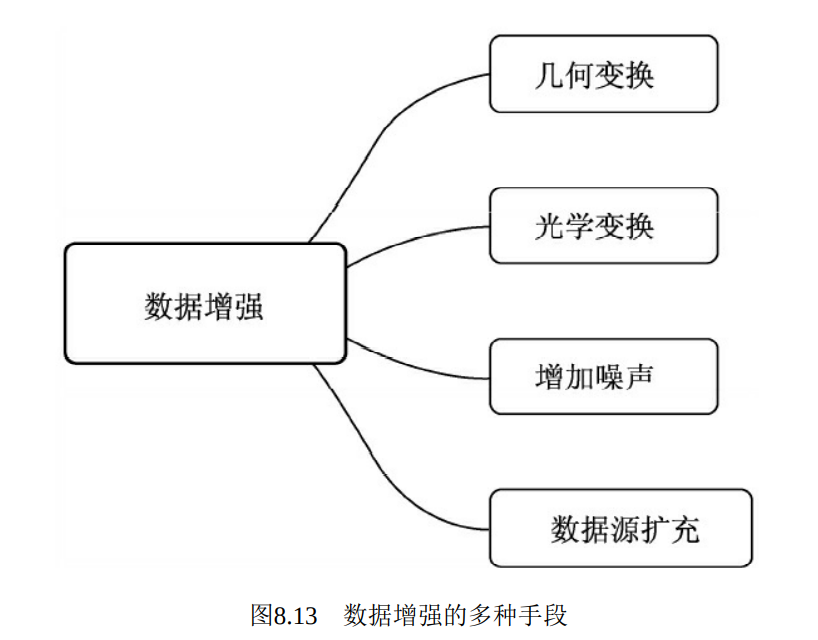 几何变换
光学变换
数据增强
增加噪声
数据源扩充
图8.13 数据增强的多种手段